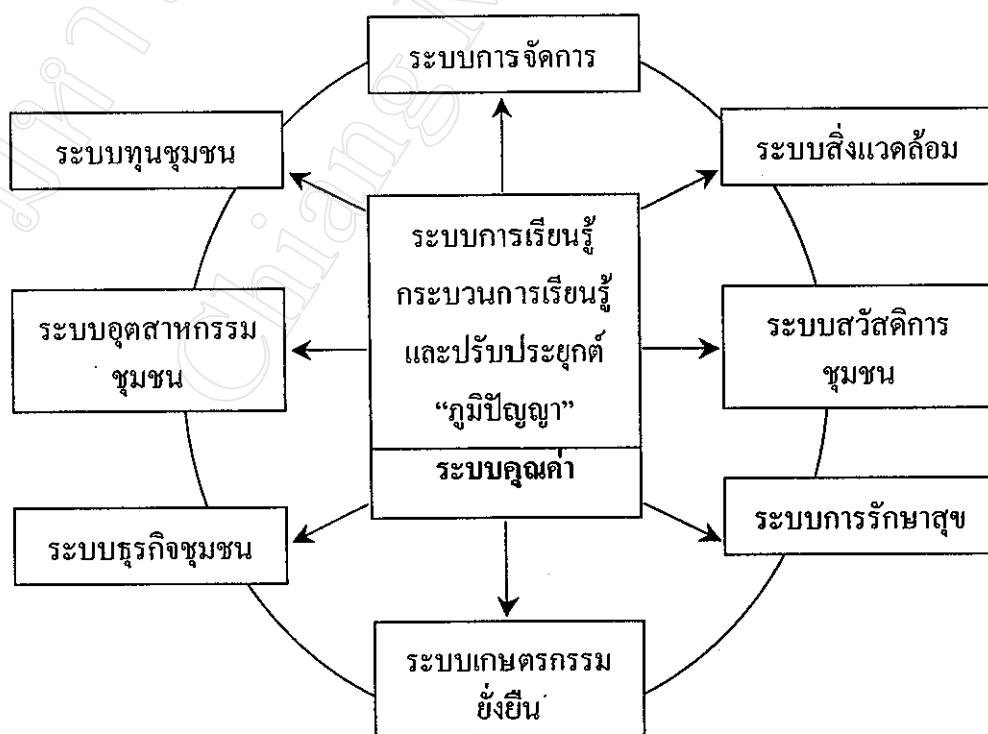 ระบบการจัดการ
ระบบทุนชุมชน
ระบบสิ่งแวดล้อม
ระบบการเรียนรู้
กระบวนการเรียนรู้
และปรับประยุกต์
“ภูมิปัญญา”
ระบบคุณค่า
ระบบอุตสาหกรรม
ชุมชน
ระบบสวัสดิการ
ชุมชน
ระบบธุรกิจชุมชน
ระบบการรักษาสุข
ระบบเกษตรกรรม
ยั่งยืน
Chiang